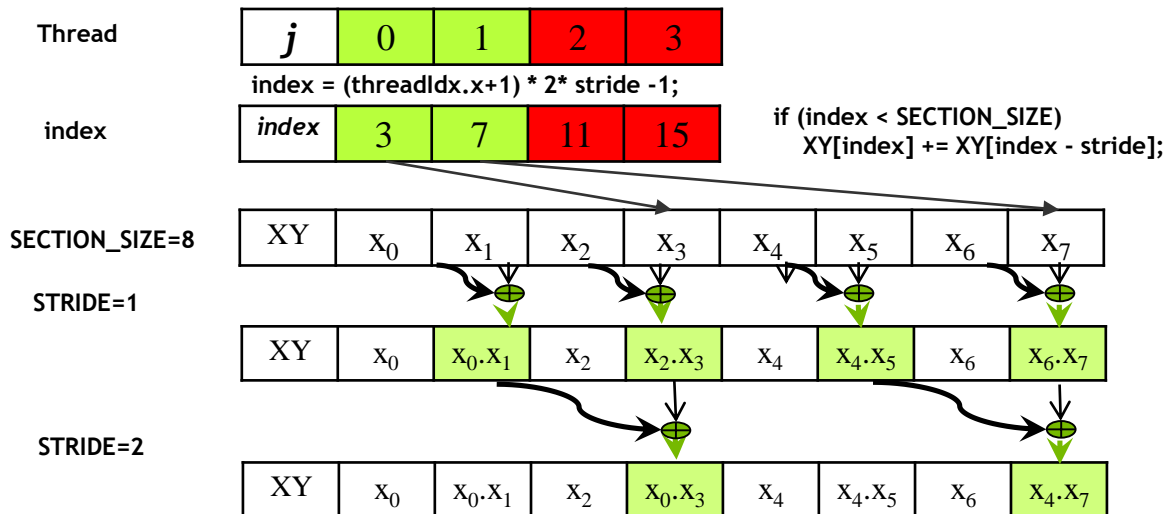 Thread j 0 1 2 3
index = (threadIdx.x+1) * 2* stride -1;
index index 3 7 11 15
if (index < SECTION_SIZE)
XY[index] += XY[index - stride];
SECTION_SIZE=8 XY x₀ x₁ x₂ x₃ x₄ x₅ x₆ x₇
STRIDE=1
XY x₀ x₀.x₁ x₂ x₂.x₃ x₄ x₄.x₅ x₆ x₆.x₇
STRIDE=2
XY x₀ x₀.x₁ x₂ x₀.x₃ x₄ x₄.x₅ x₆ x₄.x₇